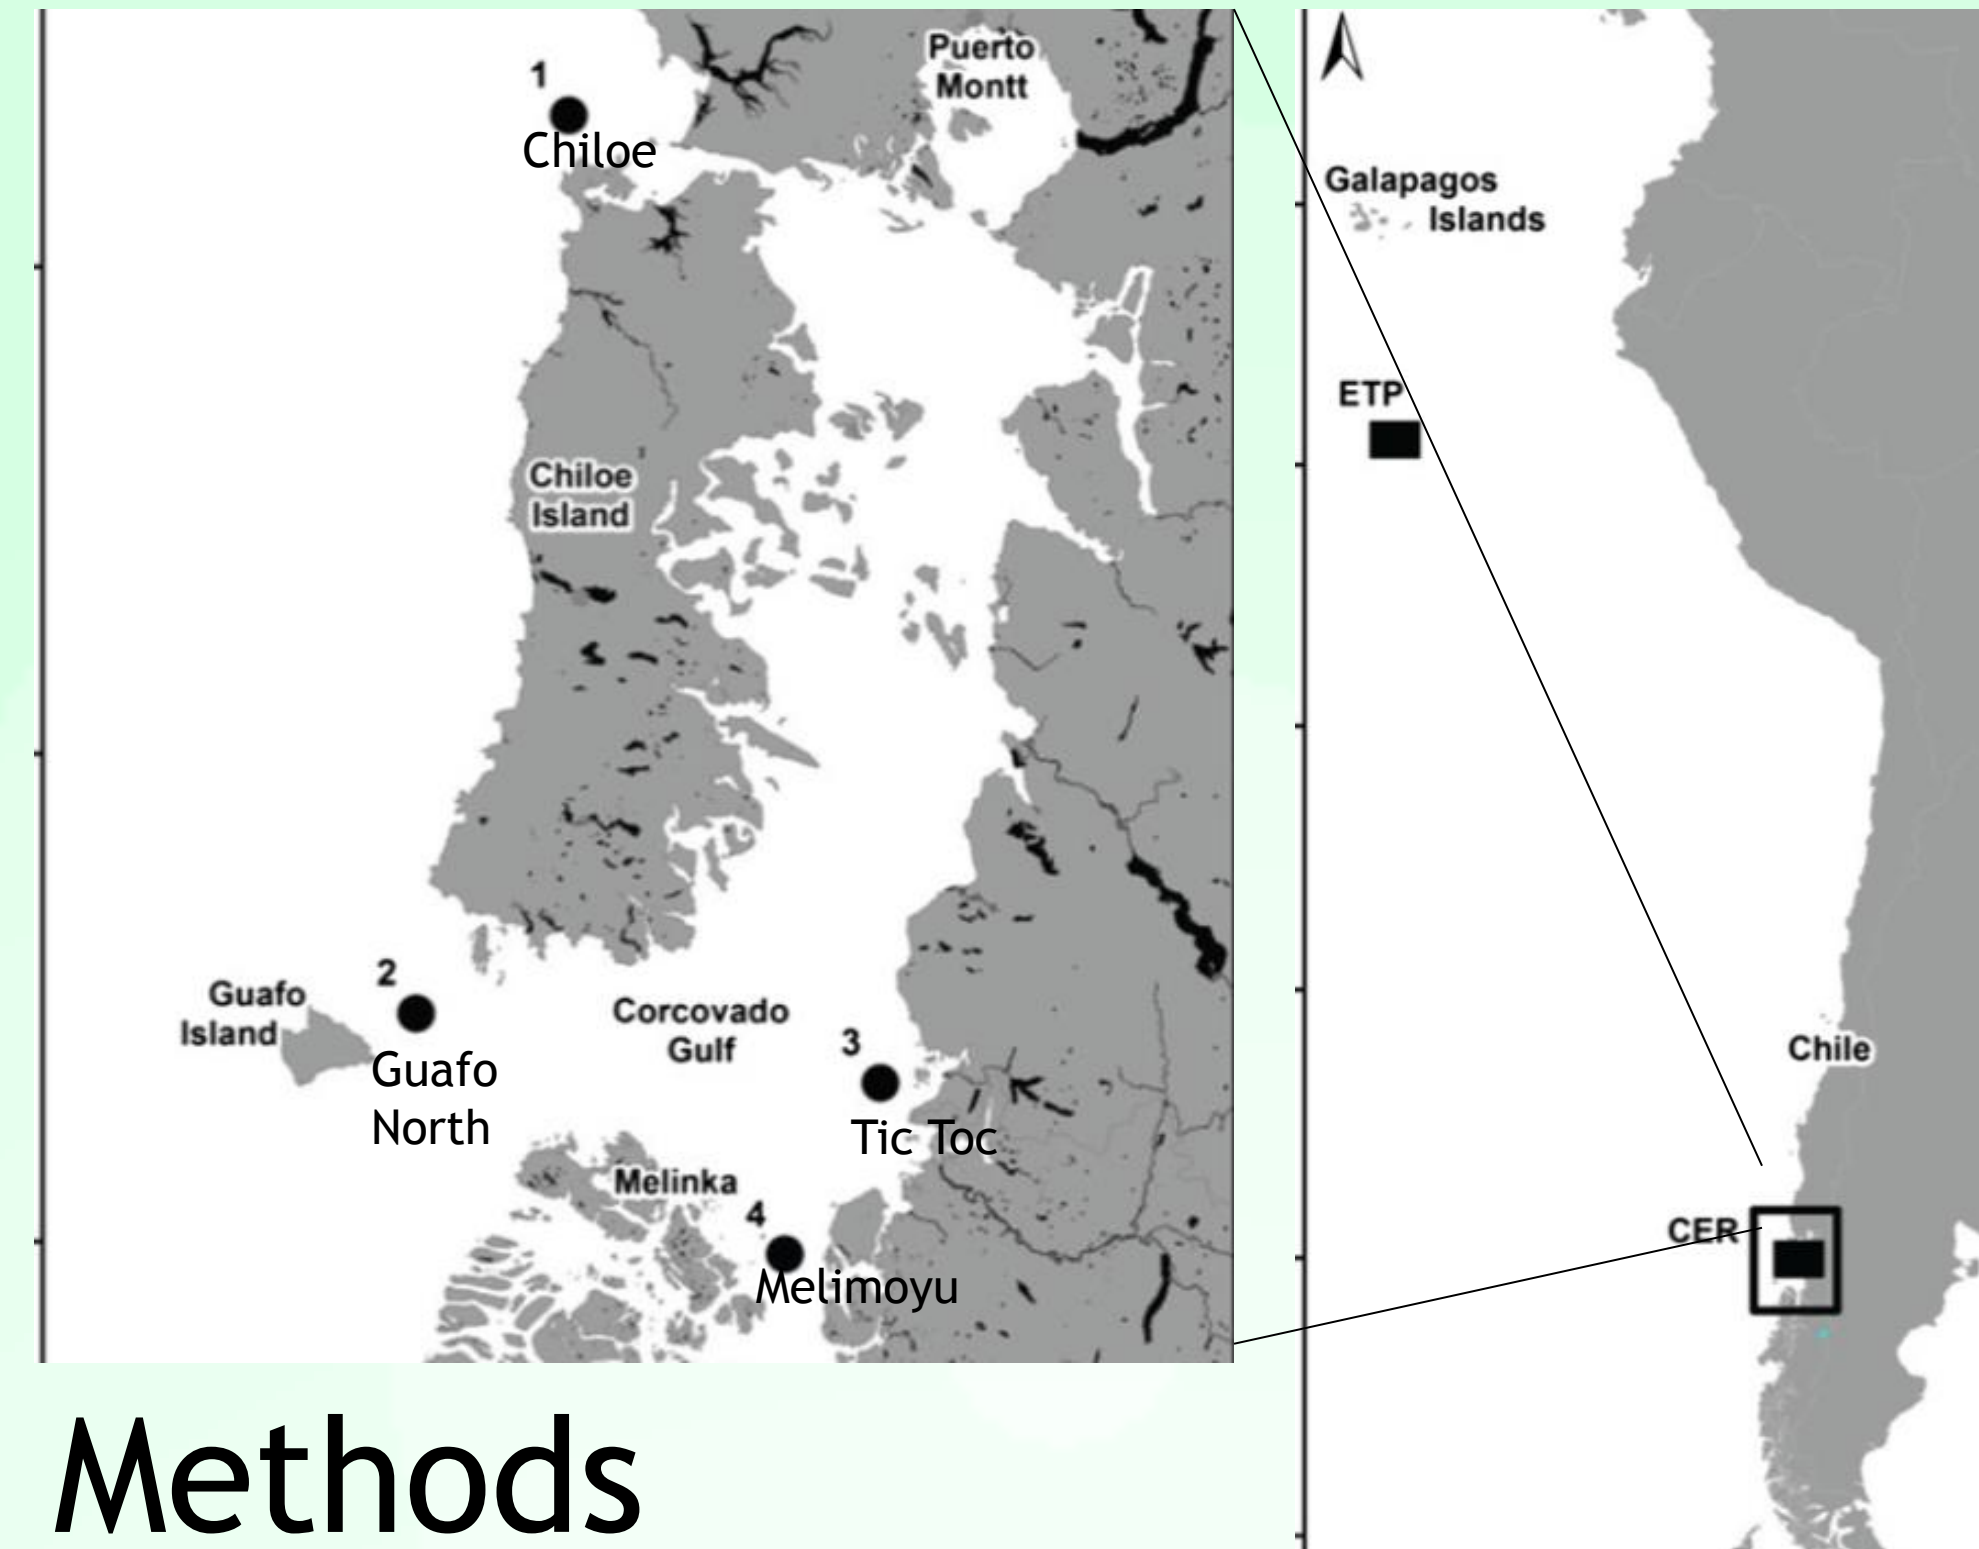 1
Chiloe
Puerto
Montt
Chiloe
Island
2
Guafo
Island
Guafo
North
Corcovado
Gulf
3
Tic Toc
Melinka
4
Melimoyu
Galapagos
Islands
ETP
Chile
CER
Methods